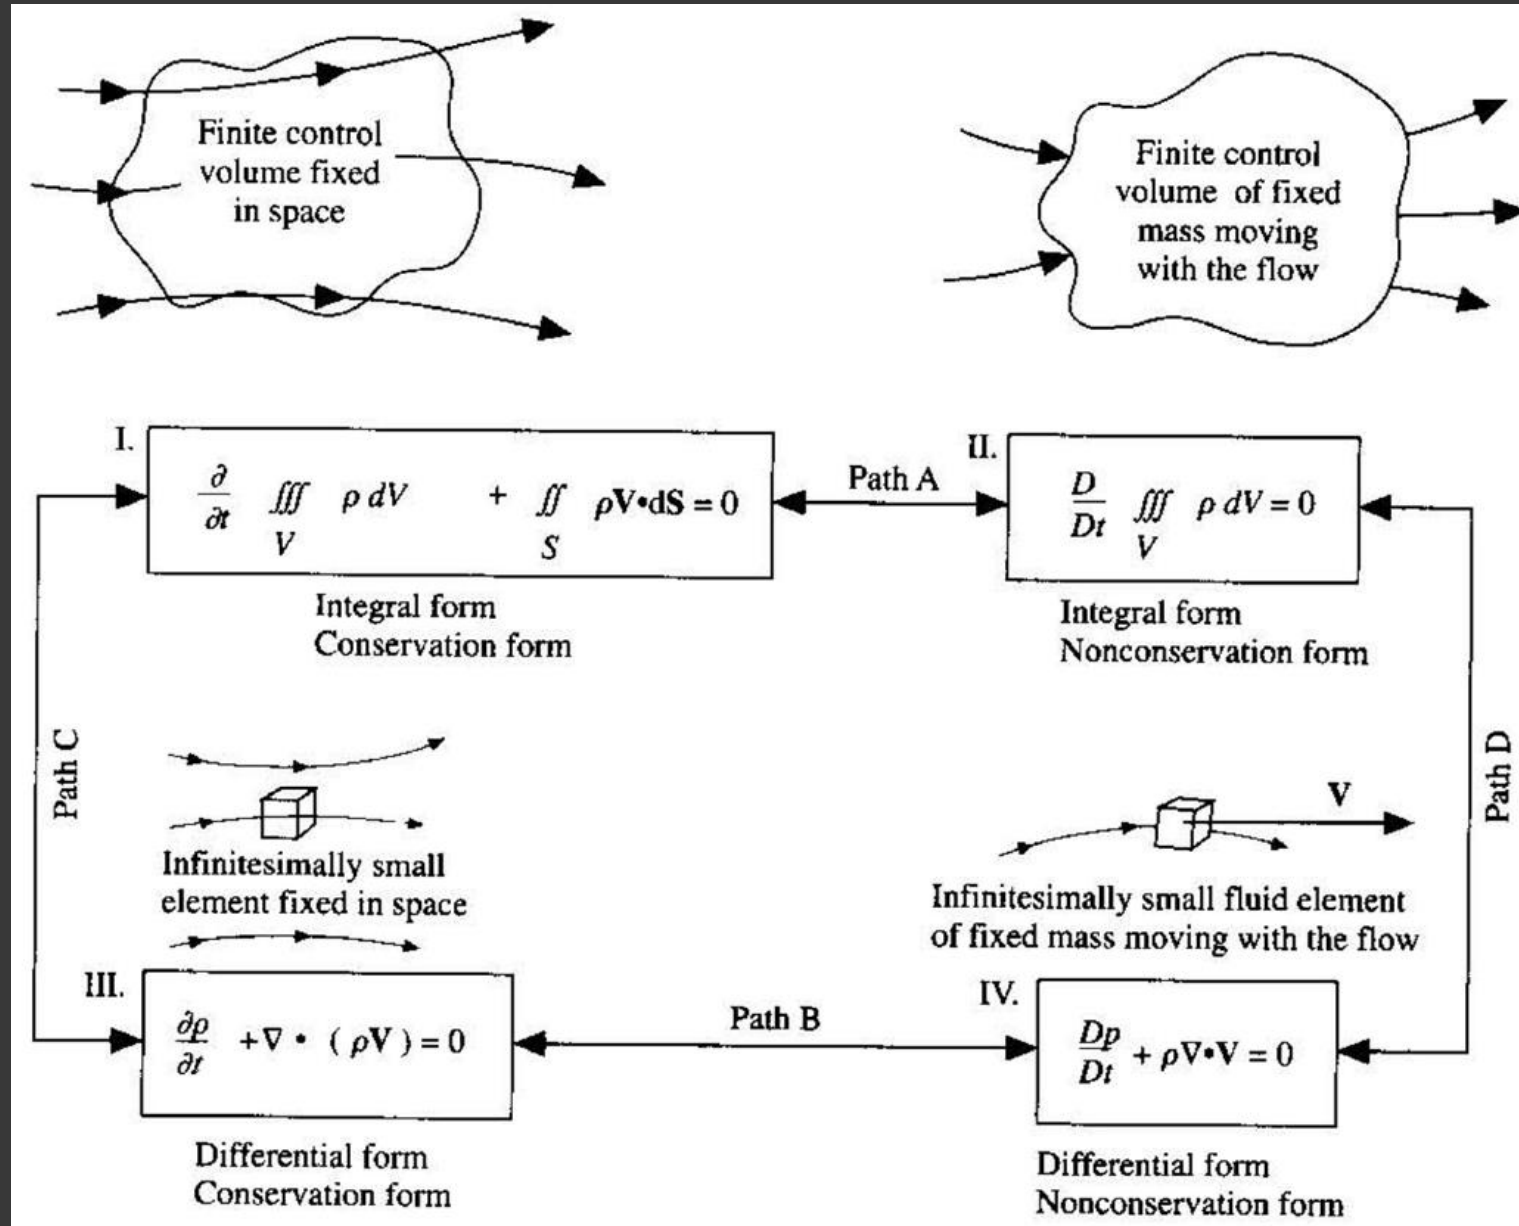 Finite control
volume fixed
in space
Finite control
volume of fixed
mass moving
with the flow
I.
∂/∂t ∭V ρ dV + ∬S ρV•dS = 0
Integral form
Conservation form
Path A
II.
D/Dt ∭V ρ dV = 0
Integral form
Nonconservation form
Path C
Path D
Infinitesimally small
element fixed in space
V
Infinitesimally small fluid element
of fixed mass moving with the flow
III.
∂ρ/∂t +∇ • ( ρV ) = 0
Differential form
Conservation form
Path B
IV.
Dp/Dt + ρ∇•V = 0
Differential form
Nonconservation form